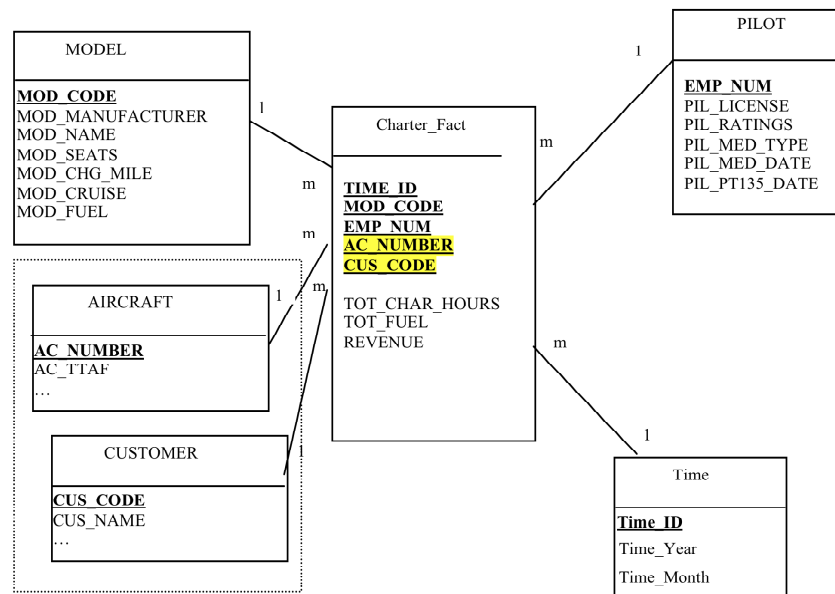 MODEL
MOD_CODE
MOD_MANUFACTURER
MOD_NAME
MOD_SEATS
MOD_CHG_MILE
MOD_CRUISE
MOD_FUEL
1
m
Charter_Fact
TIME_ID
MOD_CODE
EMP_NUM
AC_NUMBER
CUS_CODE
TOT_CHAR_HOURS
TOT_FUEL
REVENUE
PILOT
EMP_NUM
PIL_LICENSE
PIL_RATINGS
PIL_MED_TYPE
PIL_MED_DATE
PIL_PT135_DATE
1
m
AIRCRAFT
AC_NUMBER
AC_TTAF
…
1
m
CUSTOMER
CUS_CODE
CUS_NAME
…
1
m
Time
Time_ID
Time_Year
Time_Month
1
m